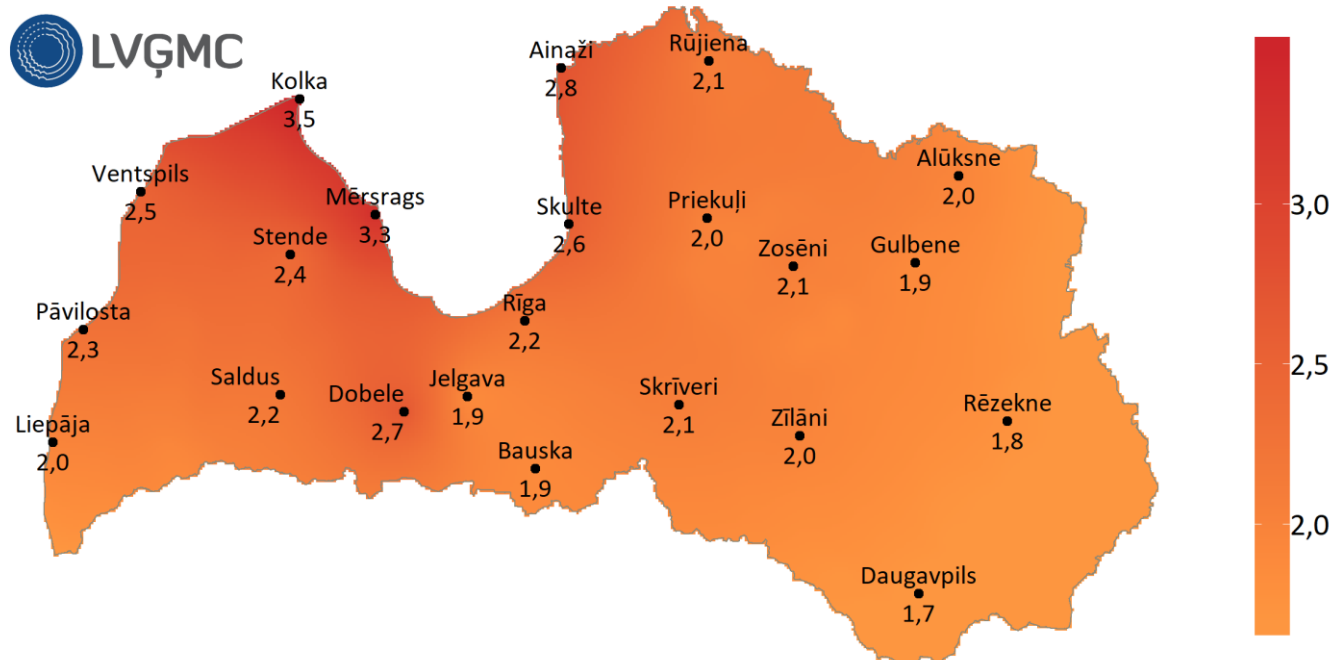 LVĢMC
Ainaži
2,8
Rūjiena
2,1
Kolka
3,5
Ventspils
2,5
Mērsrags
3,3
Stende
2,4
Skulte
2,6
Priekuļi
2,0
Alūksne
2,0
Zosēni
2,1
Gulbene
1,9
Pāvilosta
2,3
Rīga
2,2
Saldus
2,2
Dobele
2,7
Jelgava
1,9
Skrīveri
2,1
Zīlāni
2,0
Rēzekne
1,8
Liepāja
2,0
Bauska
1,9
Daugavpils
1,7
3,0
2,5
2,0